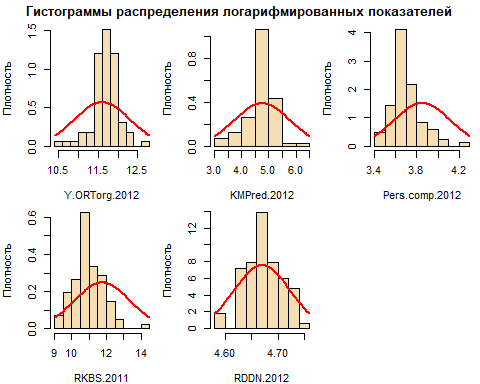 Гистограммы распределения логарифмированных показателей
Плотность
0.0 0.5 1.0 1.5
10.5 11.5 12.5
Y.ORTorg.2012
Плотность
0.0 0.4 0.8
3.0 4.0 5.0 6.0
KMPred.2012
Плотность
0 1 2 3 4
3.4 3.8 4.2
Pers.comp.2012
Плотность
0.0 0.2 0.4 0.6
9 10 12 14
RKBS.2011
Плотность
0 2 4 6 8 12
4.60 4.70
RDDN.2012